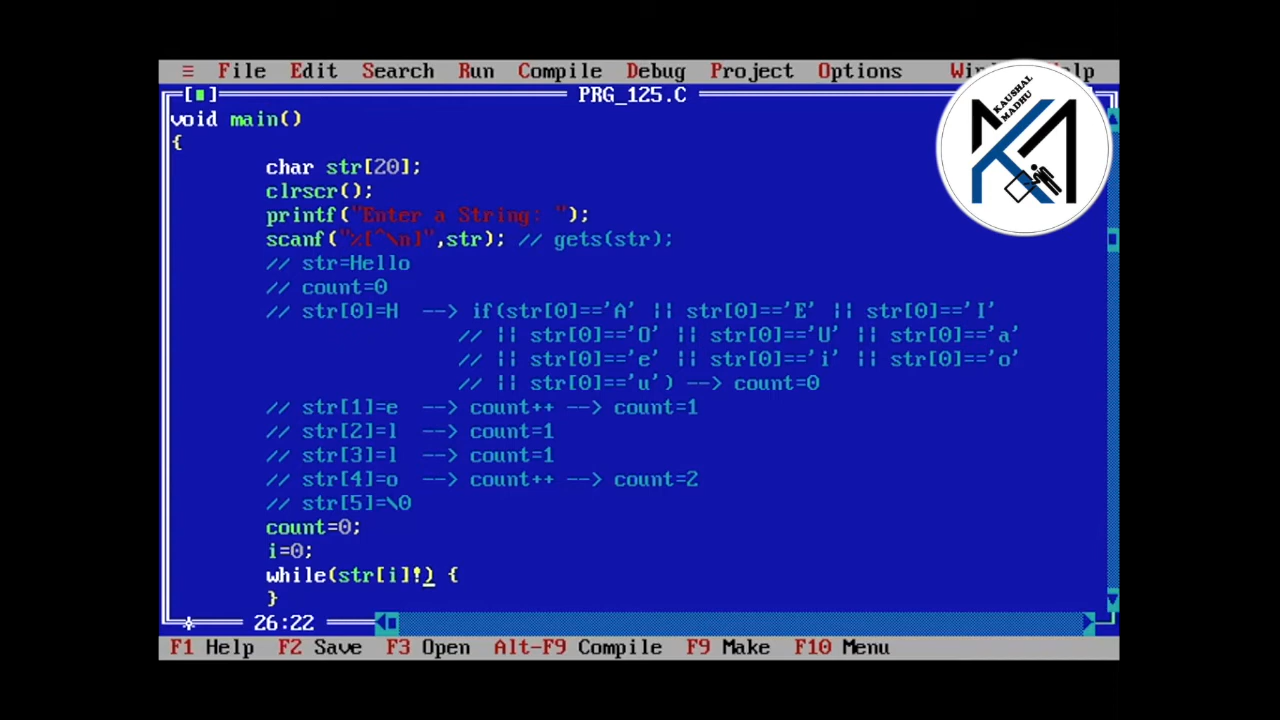 ≡ File Edit Search Run Compile Debug Project Options
KAUSHAL
MADHU
[■] PRG_125.C
void main()
{
char str[20];
clrscr();
printf("Enter a String: ");
scanf("%[^\n]",str); // gets(str);
// str=Hello
// count=0
// str[0]=H --> if(str[0]=='A' || str[0]=='E' || str[0]=='I'
// || str[0]=='O' || str[0]=='U' || str[0]=='a'
// || str[0]=='e' || str[0]=='i' || str[0]=='o'
// || str[0]=='u') --> count=0
// str[1]=e --> count++ --> count=1
// str[2]=l --> count=1
// str[3]=l --> count=1
// str[4]=o --> count++ --> count=2
// str[5]=\0
count=0;
i=0;
while(str[i]!) {
}
* 26:22
F1 Help F2 Save F3 Open Alt-F9 Compile F9 Make F10 Menu